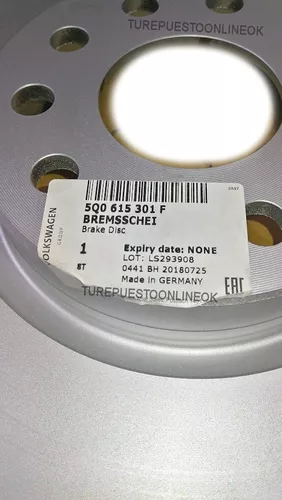 TUREPUESTOONLINEOK
5Q0 615 301 F
BREMSSCHEI
Brake Disc
1
ST
Expiry date: NONE
LOT: LS293908
0441 BH 20180725
Made in GERMANY
VOLKSWAGEN
GROUP
EAC
TUREPUESTOONLINEOK